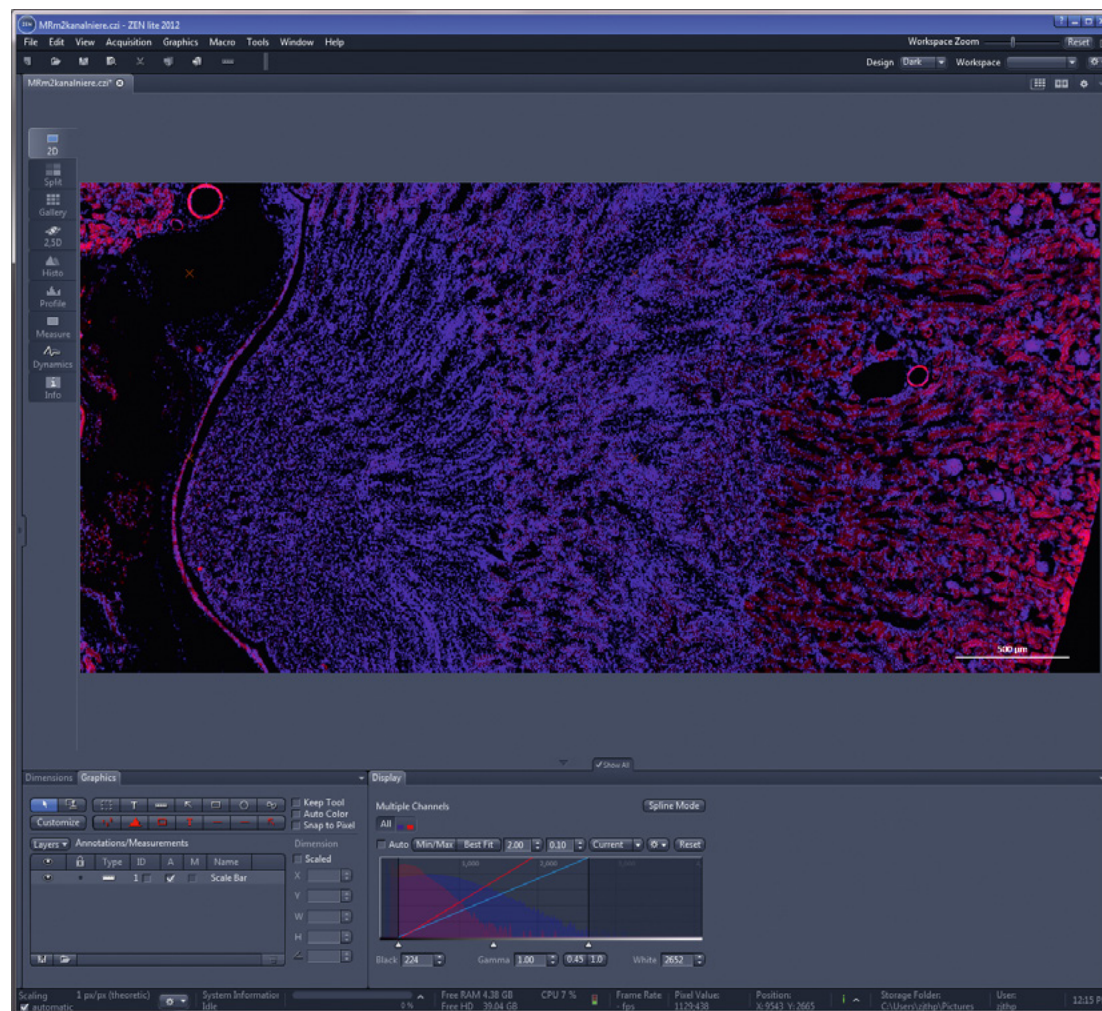 MRm2kanalniere.czi - ZEN lite 2012
File Edit View Acquisition Graphics Macro Tools Window Help
Workspace Zoom Reset
Design Dark Workspace
MRm2kanalniere.czi*
2D
Split
Gallery
2,5D
Histo
Profile
Measure
Dynamics
Info
500 µm
Show All
Dimensions Graphics
Keep Tool
Auto Color
Snap to Pixel
Customize
Layers Annotations/Measurements
Type ID A M Name
1 Scale Bar
Dimension
Scaled
X
Y
W
H
Display
Multiple Channels Spline Mode
All
Auto Min/Max Best Fit 2.00 0.10 Current Reset
1,000 2,000
Black 224 Gamma 1.00 0.45 1.0 White 2652
Scaling 1 px/px (theoretic) System Informatior Free RAM 4.38 GB CPU 7 % Frame Rate Pixel Value: Position: Storage Folder: User:
automatic Idle 0 % Free HD 39.04 GB - fps 1129;438 X: 9543 Y: 2665 C:\Users\zjthp\Pictures zjthp 12:15 P